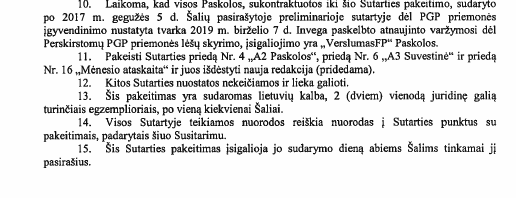 10. Laikoma, kad visos Paskolos, sukontraktuotos iki šio Sutarties pakeitimo, sudaryto
po 2017 m. gegužės 5 d. Šalių pasirašytoje preliminarioje sutartyje dėl PGP priemonės
įgyvendinimo nustatyta tvarka 2019 m. birželio 7 d. Invega paskelbto atnaujinto varžymosi dėl
Perskirstomų PGP priemonės lėšų skyrimo, įsigaliojimo yra „VerslumasFP“ Paskolos.
11. Pakeisti Sutarties priedą Nr. 4 „A2 Paskolos“, priedą Nr. 6 „A3 Suvestinė“ ir priedą
Nr. 16 „Mėnesio ataskaita“ ir juos išdėstyti nauja redakcija (pridedama).
12. Kitos Sutarties nuostatos nekeičiamos ir lieka galioti.
13. Šis pakeitimas yra sudaromas lietuvių kalba, 2 (dviem) vienodą juridinę galią
turinčiais egzemplioriais, po vieną kiekvienai Šaliai.
14. Visos Sutartyje teikiamos nuorodos reiškia nuorodas į Sutarties punktus su
pakeitimais, padarytais šiuo Susitarimu.
15. Šis Sutarties pakeitimas įsigalioja jo sudarymo dieną abiems Šalims tinkamai jį
pasirašius.